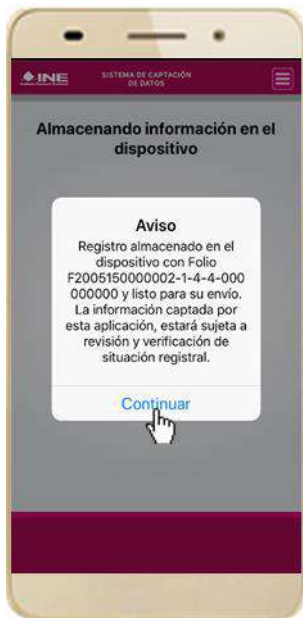 INE
SISTEMA DE CAPTACIÓN
DE DATOS
Almacenando información en el
dispositivo
Aviso
Registro almacenado en el
dispositivo con Folio
F2005150000002-1-4-4-000
000000 y listo para su envío.
La información captada por
esta aplicación, estará sujeta a
revisión y verificación de
situación registral.
Continuar